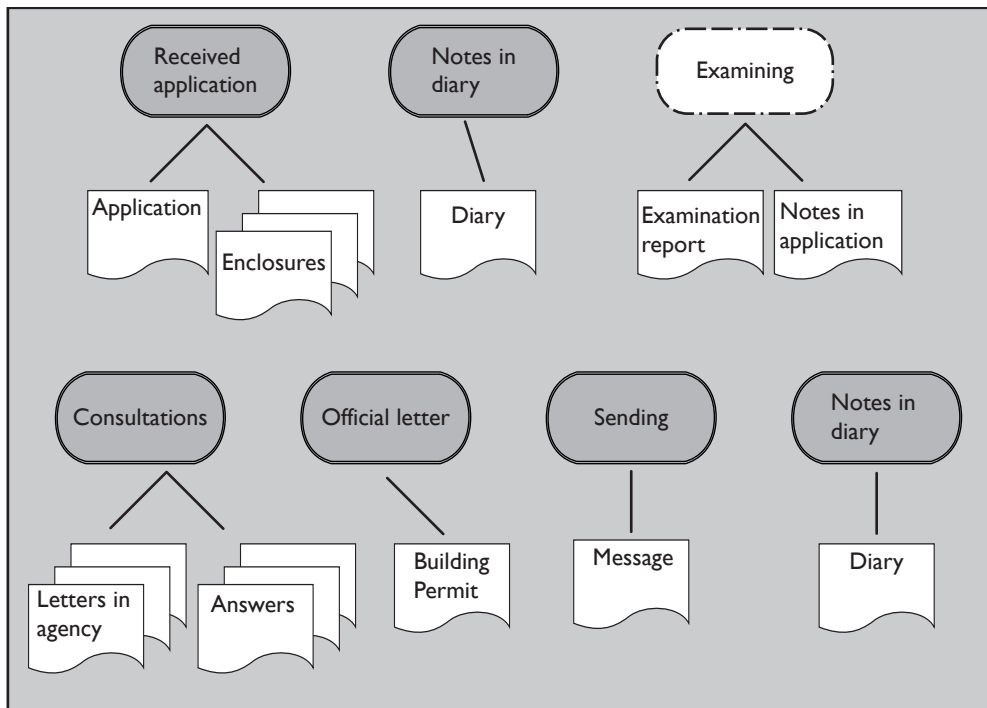 Received
application
Notes in
diary
Examining
Application
Enclosures
Diary
Examination
report
Notes in
application
Consultations
Official letter
Sending
Notes in
diary
Letters in
agency
Answers
Building
Permit
Message
Diary